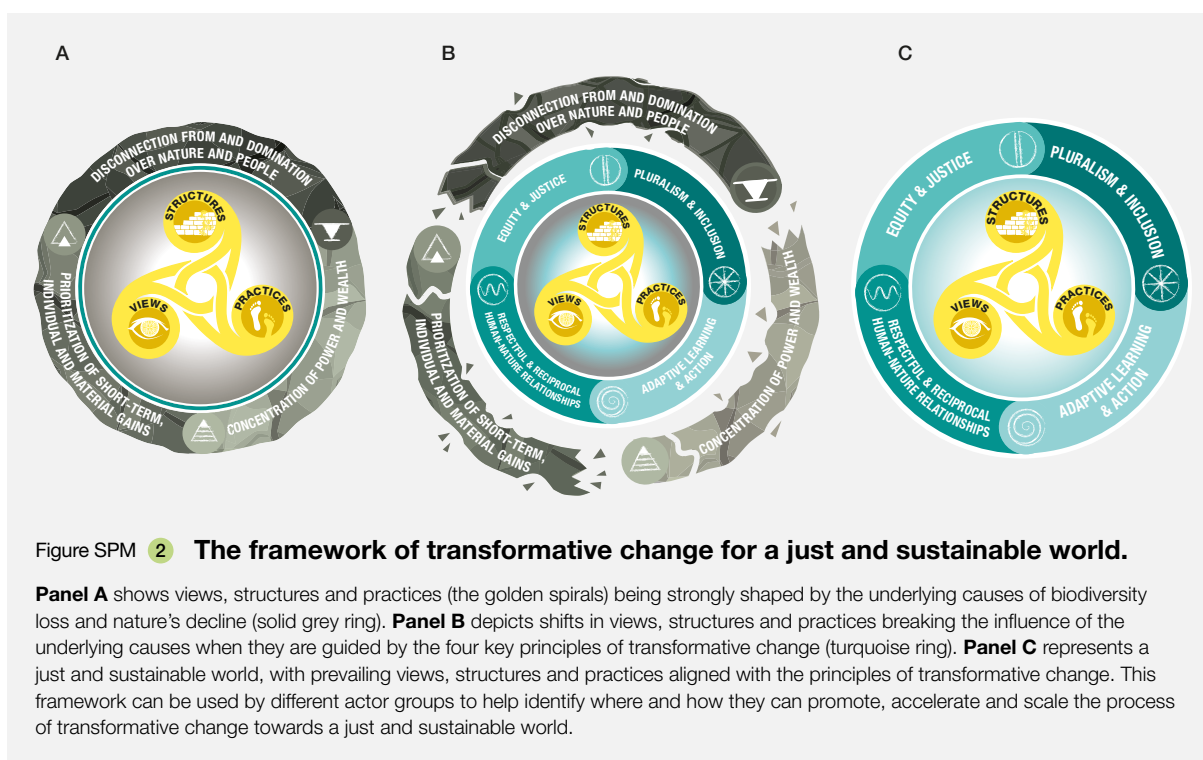 A
DISCONNECTION FROM AND DOMINATION
OVER NATURE AND PEOPLE
PRIORITIZATION OF SHORT-TERM,
INDIVIDUAL AND MATERIAL GAINS
CONCENTRATION OF POWER AND WEALTH
STRUCTURES
VIEWS
PRACTICES
B
DISCONNECTION FROM AND DOMINATION
OVER NATURE AND PEOPLE
PRIORITIZATION OF SHORT-TERM,
INDIVIDUAL AND MATERIAL GAINS
CONCENTRATION OF POWER AND WEALTH
EQUITY & JUSTICE
PLURALISM & INCLUSION
RESPECTFUL & RECIPROCAL
HUMAN-NATURE RELATIONSHIPS
ADAPTIVE LEARNING
& ACTION
STRUCTURES
VIEWS
PRACTICES
C
EQUITY & JUSTICE
PLURALISM & INCLUSION
RESPECTFUL & RECIPROCAL
HUMAN-NATURE RELATIONSHIPS
ADAPTIVE LEARNING
& ACTION
STRUCTURES
VIEWS
PRACTICES
Figure SPM 2 The framework of transformative change for a just and sustainable world.
Panel A shows views, structures and practices (the golden spirals) being strongly shaped by the underlying causes of biodiversity
loss and nature's decline (solid grey ring). Panel B depicts shifts in views, structures and practices breaking the influence of the
underlying causes when they are guided by the four key principles of transformative change (turquoise ring). Panel C represents a
just and sustainable world, with prevailing views, structures and practices aligned with the principles of transformative change. This
framework can be used by different actor groups to help identify where and how they can promote, accelerate and scale the process
of transformative change towards a just and sustainable world.